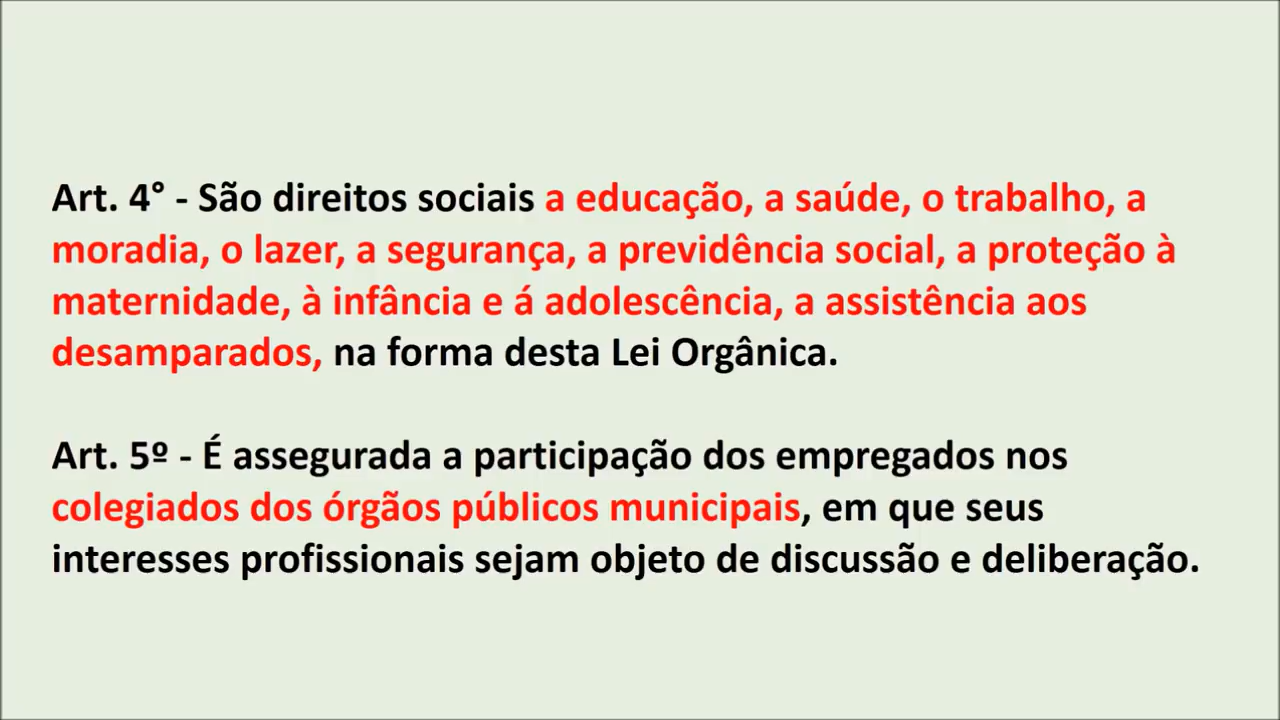 Art. 4° - São direitos sociais a educação, a saúde, o trabalho, a
moradia, o lazer, a segurança, a previdência social, a proteção à
maternidade, à infância e á adolescência, a assistência aos
desamparados, na forma desta Lei Orgânica.
Art. 5º - É assegurada a participação dos empregados nos
colegiados dos órgãos públicos municipais, em que seus
interesses profissionais sejam objeto de discussão e deliberação.